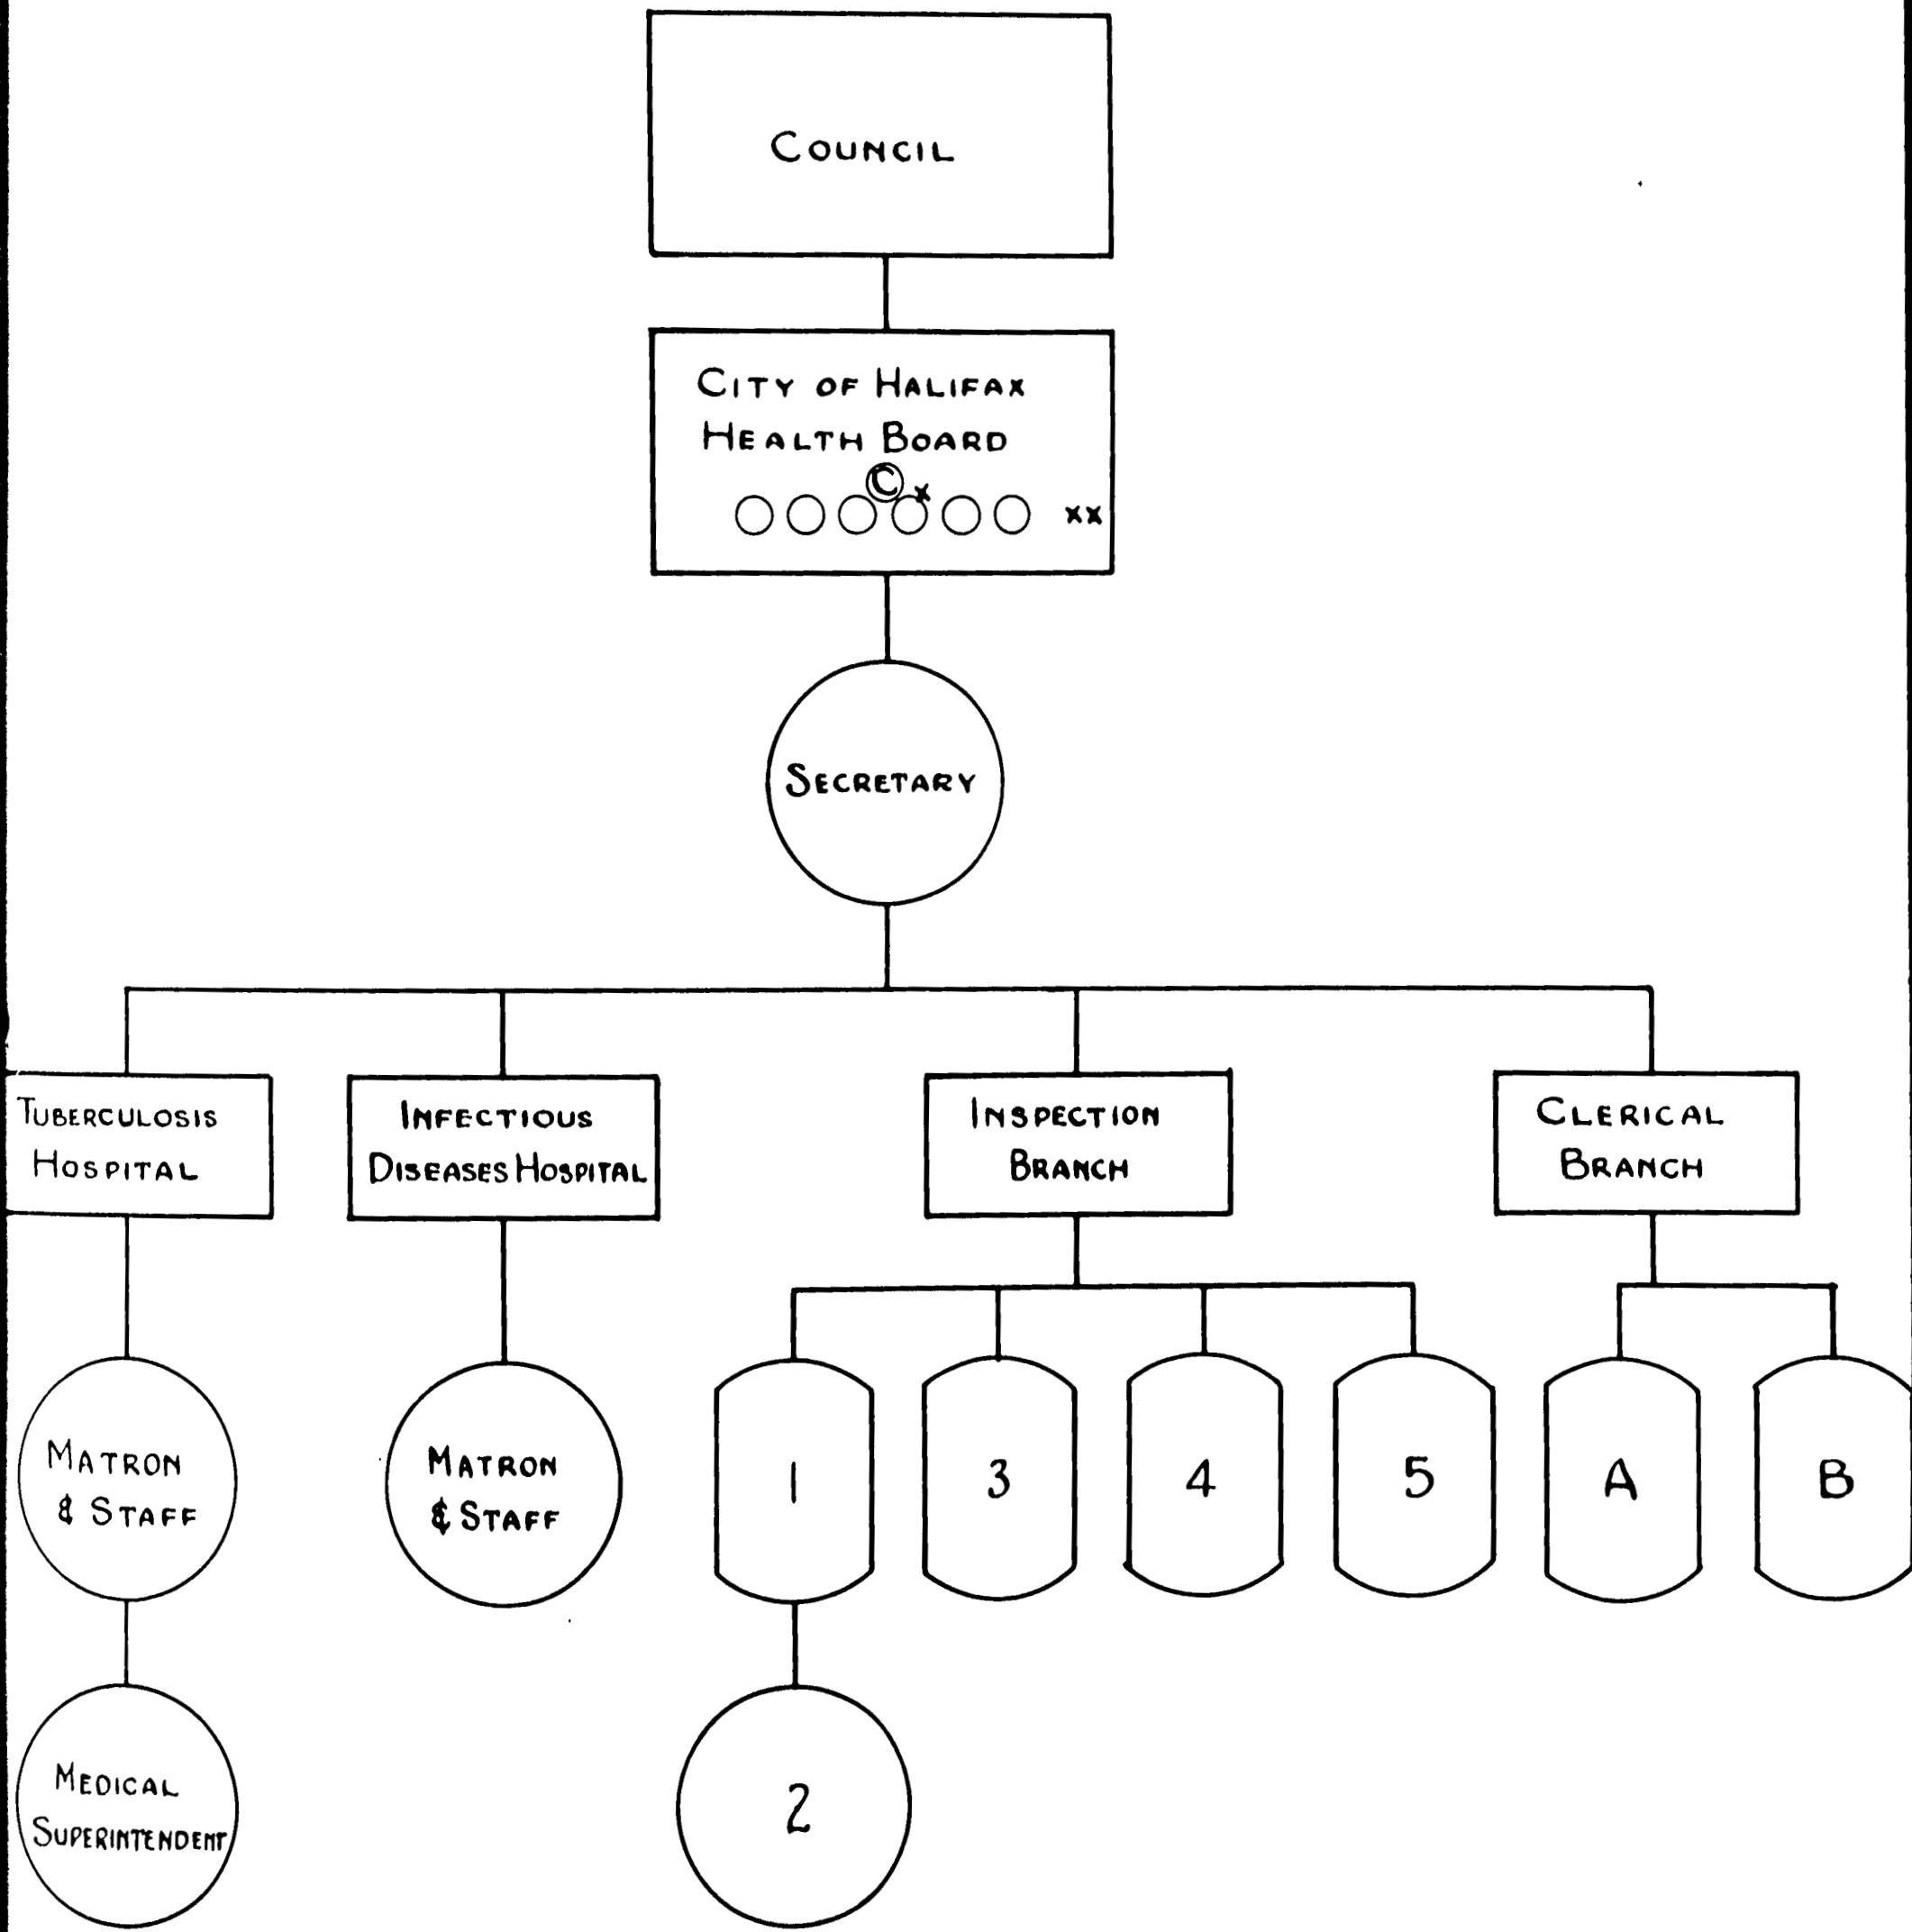 COUNCIL
CITY OF HALIFAX
HEALTH BOARD
C x
xx
SECRETARY
TUBERCULOSIS
HOSPITAL
INFECTIOUS
DISEASES HOSPITAL
INSPECTION
BRANCH
CLERICAL
BRANCH
MATRON
& STAFF
MATRON
& STAFF
1
3
4
5
A
B
MEDICAL
SUPERINTENDENT
2